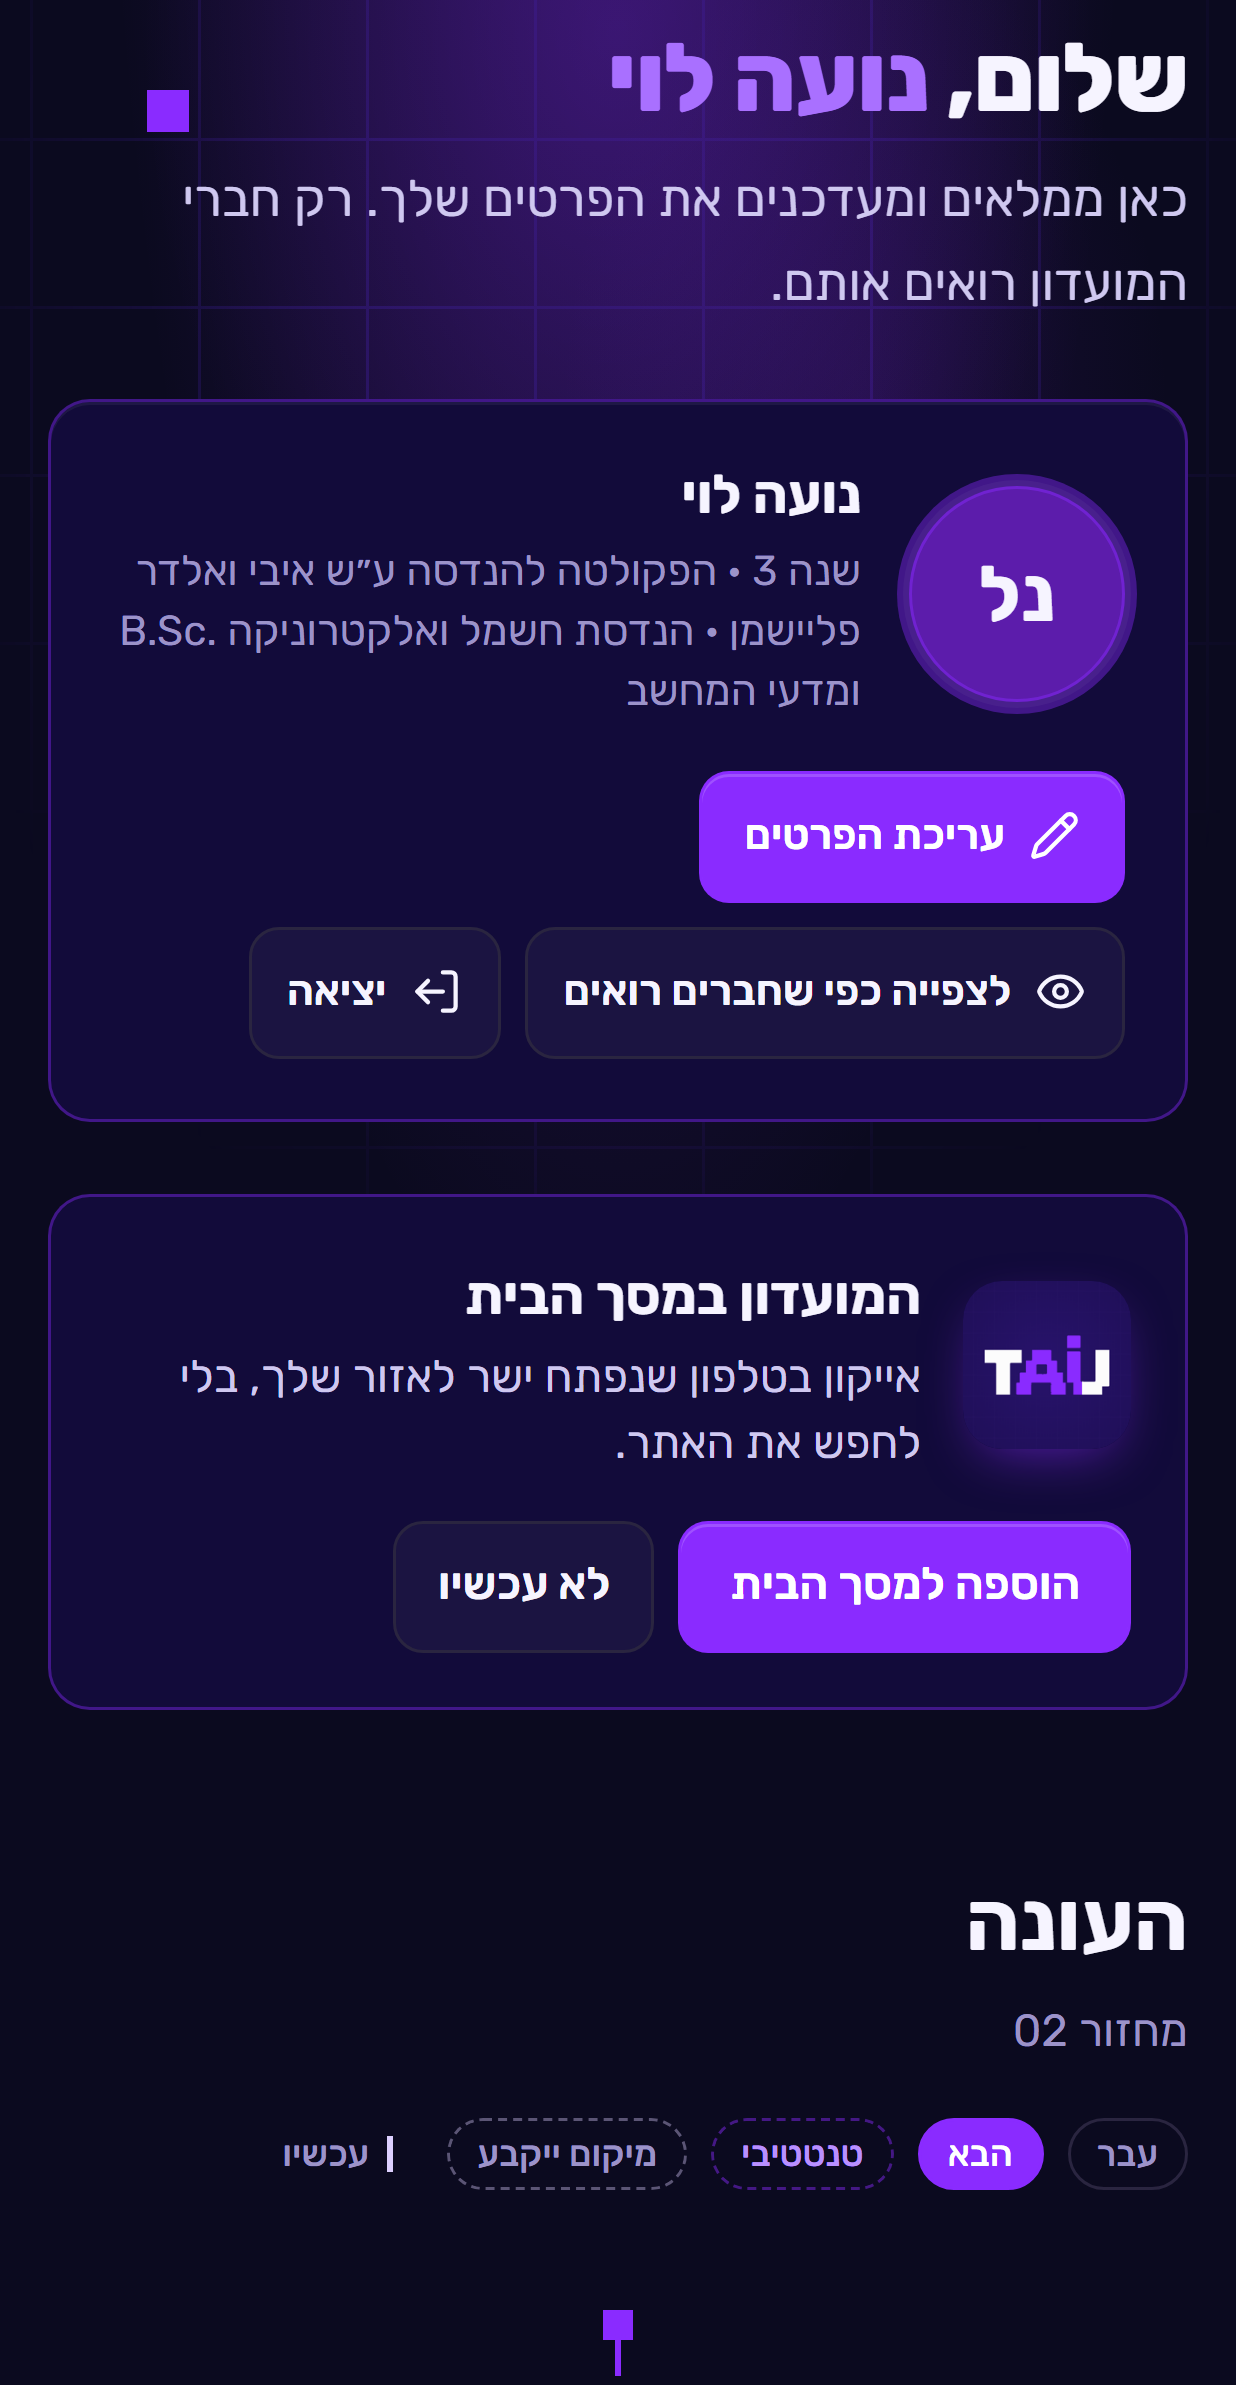 שלום, נועה לוי
כאן ממלאים ומעדכנים את הפרטים שלך. רק חברי
המועדון רואים אותם.
נל
נועה לוי
שנה 3 • הפקולטה להנדסה ע״ש איבי ואלדר
פליישמן • הנדסת חשמל ואלקטרוניקה B.Sc.
ומדעי המחשב
עריכת הפרטים
לצפייה כפי שחברים רואים
יציאה
TAiU
המועדון במסך הבית
אייקון בטלפון שנפתח ישר לאזור שלך, בלי
לחפש את האתר.
הוספה למסך הבית
לא עכשיו
העונה
מחזור 02
עבר
הבא
טנטטיבי
מיקום ייקבע
עכשיו